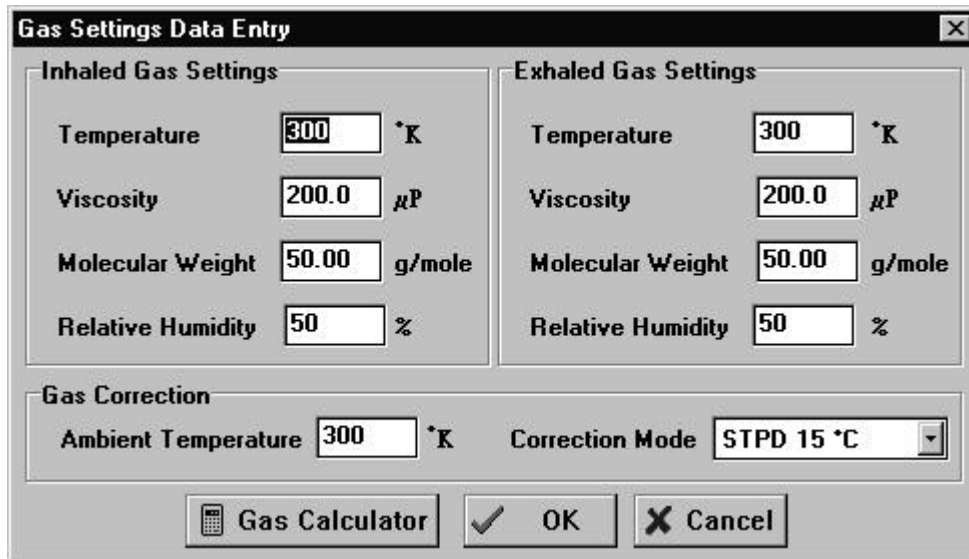 Gas Settings Data Entry
Inhaled Gas Settings
Temperature 300 °K
Viscosity 200.0 µP
Molecular Weight 50.00 g/mole
Relative Humidity 50 %
Exhaled Gas Settings
Temperature 300 °K
Viscosity 200.0 µP
Molecular Weight 50.00 g/mole
Relative Humidity 50 %
Gas Correction
Ambient Temperature 300 °K Correction Mode STPD 15 °C
Gas Calculator OK Cancel